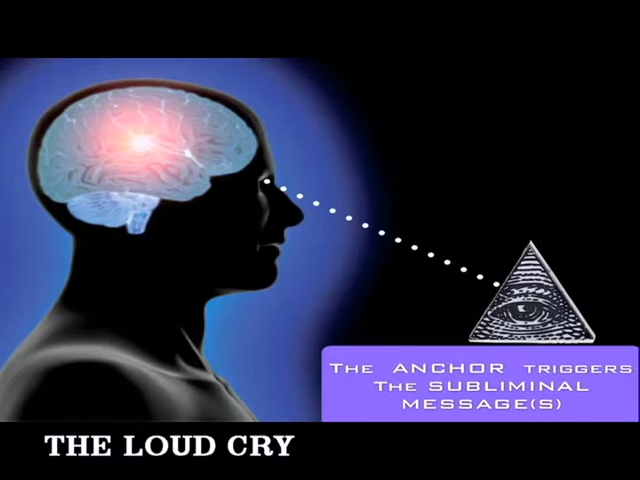 THE ANCHOR TRIGGERS
THE SUBLIMINAL
MESSAGE(S)
THE LOUD CRY